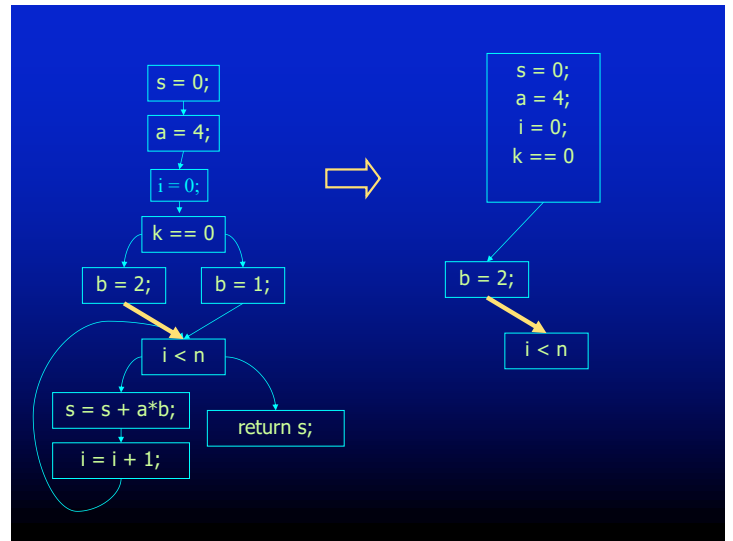 s = 0;
a = 4;
i = 0;
k == 0
b = 2;
b = 1;
i < n
s = s + a*b;
return s;
i = i + 1;
s = 0;
a = 4;
i = 0;
k == 0
b = 2;
i < n